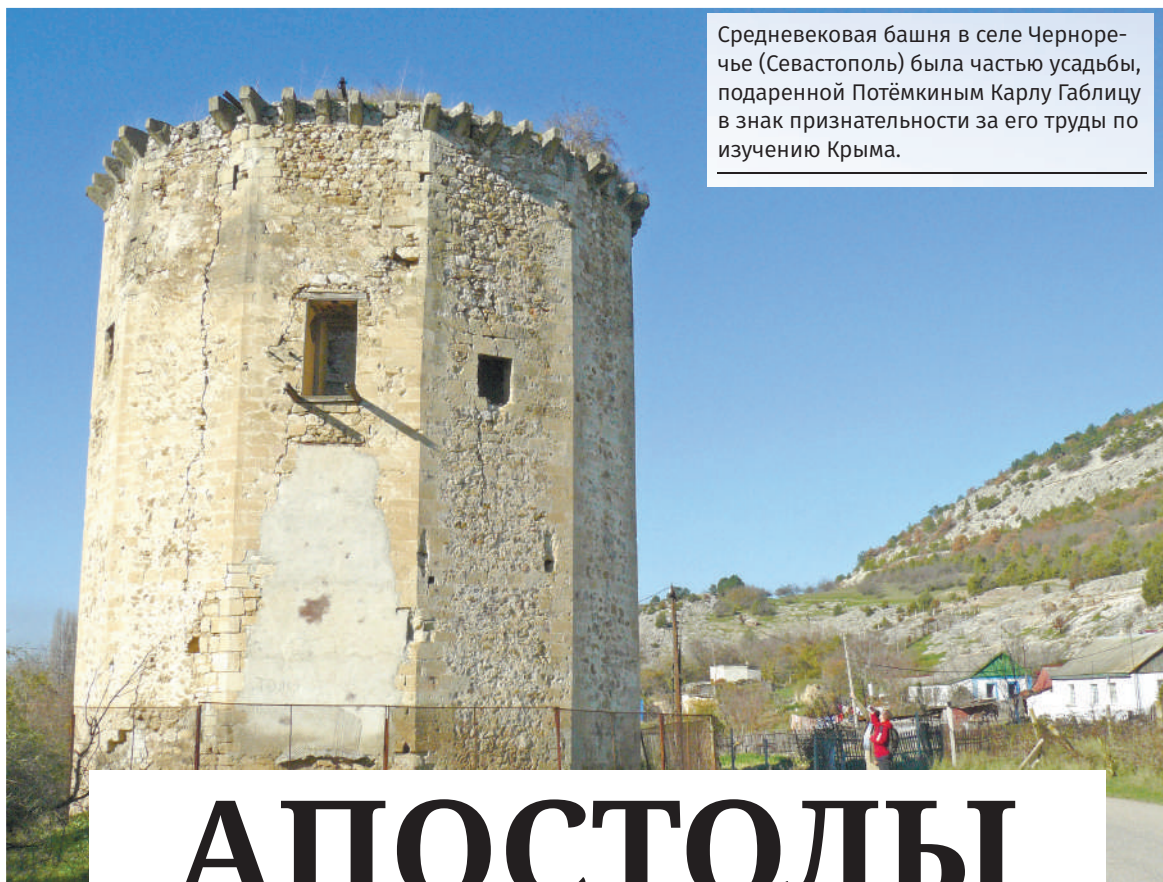 Средневековая башня в селе Черноре-
чье (Севастополь) была частью усадьбы,
подаренной Потёмкиным Карлу Габлицу
в знак признательности за его труды по
изучению Крыма.
АПОСТОЛЫ